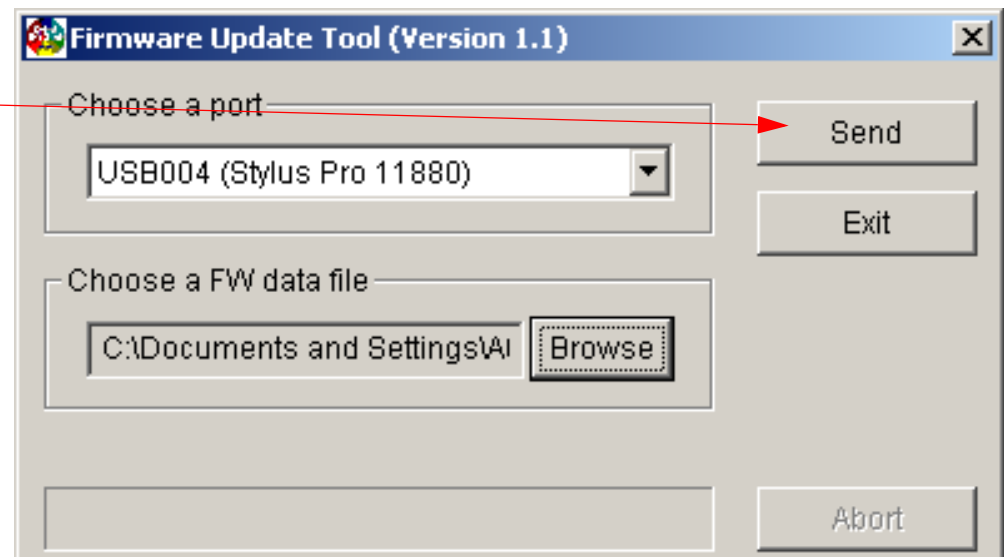 Firmware Update Tool (Version 1.1)
Choose a port
USB004 (Stylus Pro 11880)
Send
Exit
Choose a FW data file
C:\Documents and Settings\
Browse
Abort